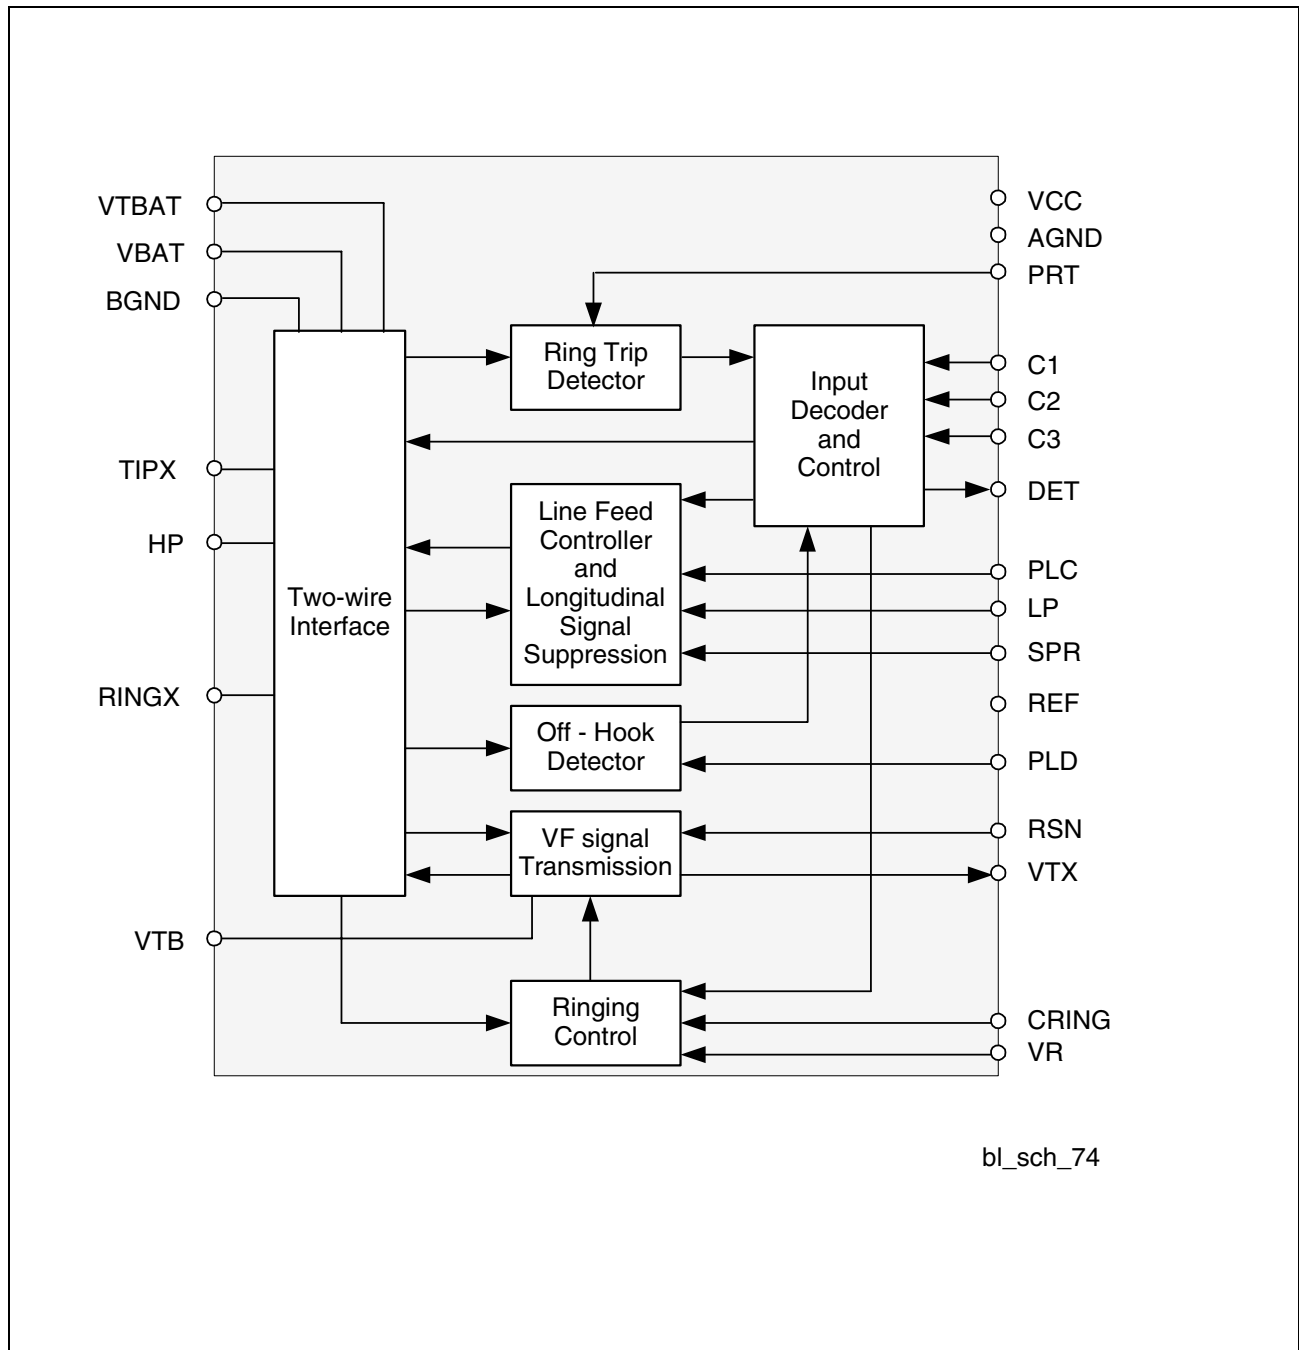 VTBAT
VBAT
BGND
TIPX
HP
RINGX
VTB
Two-wire
Interface
Ring Trip
Detector
Line Feed
Controller
and
Longitudinal
Signal
Suppression
Off - Hook
Detector
VF signal
Transmission
Ringing
Control
Input
Decoder
and
Control
VCC
AGND
PRT
C1
C2
C3
DET
PLC
LP
SPR
REF
PLD
RSN
VTX
CRING
VR
bl_sch_74